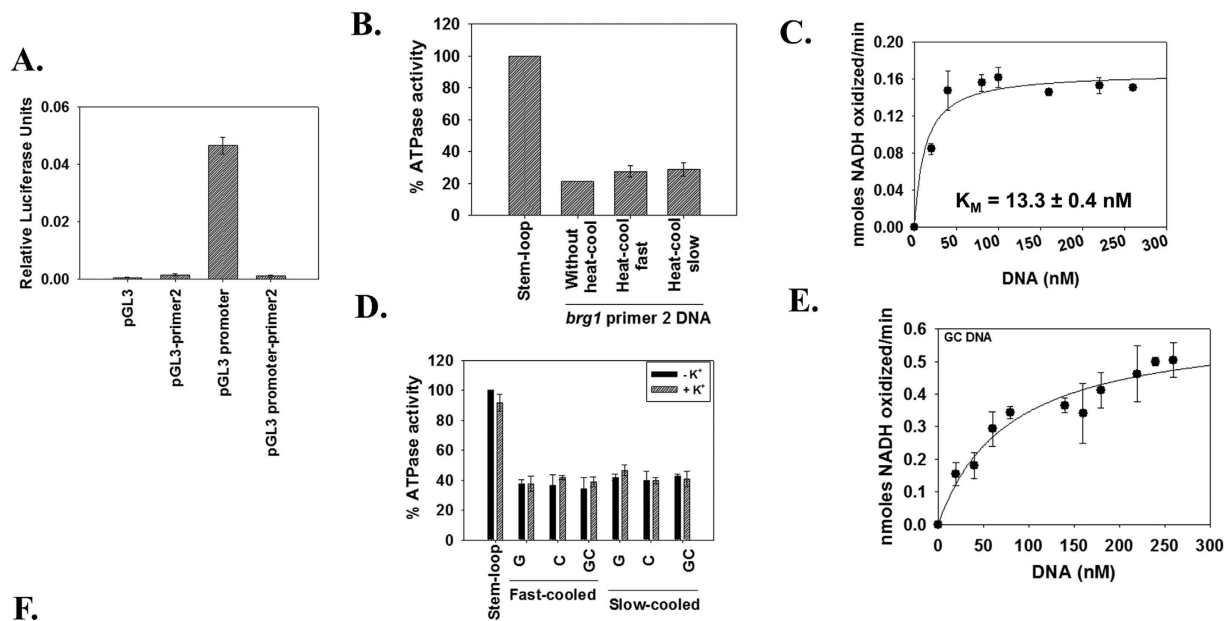 A.
Relative Luciferase Units
0.06
0.04
0.02
0.00
pGL3
pGL3-primer2
pGL3 promoter
pGL3 promoter-primer2
B.
% ATPase activity
120
100
80
60
40
20
0
Stem-loop
Without
heat-cool
Heat-cool
fast
Heat-cool
slow
brg1 primer 2 DNA
C.
nmoles NADH oxidized/min
0.20
0.16
0.12
0.08
0.04
0.00
KM = 13.3 ± 0.4 nM
0 50 100 150 200 250 300
DNA (nM)
D.
% ATPase activity
120
100
80
60
40
20
0
- K+
+ K+
Stem-loop
G
C
GC
G
C
GC
Fast-cooled
Slow-cooled
E.
nmoles NADH oxidized/min
GC DNA
0.6
0.5
0.4
0.3
0.2
0.1
0.0
0 50 100 150 200 250 300
DNA (nM)
F.